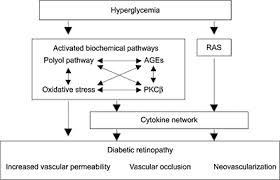 Hyperglycemia
Activated biochemical pathways
Polyol pathway AGEs
Oxidative stress PKCβ
RAS
Cytokine network
Diabetic retinopathy
Increased vascular permeability Vascular occlusion Neovascularization